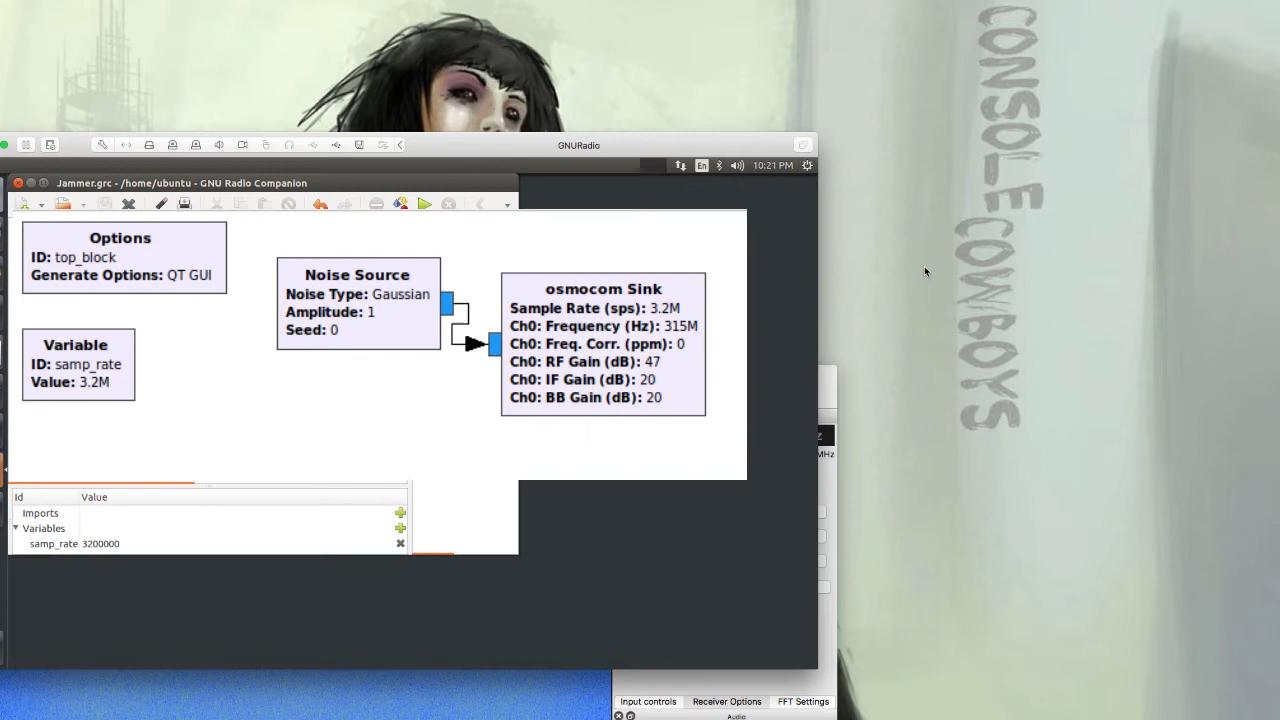 CONSOLE COWBOYS
GNURadio
En
10:21 PM
Jammer.grc - /home/ubuntu - GNU Radio Companion
Options
ID: top_block
Generate Options: QT GUI
Noise Source
Noise Type: Gaussian
Amplitude: 1
Seed: 0
osmocom Sink
Sample Rate (sps): 3.2M
Ch0: Frequency (Hz): 315M
Ch0: Freq. Corr. (ppm): 0
Ch0: RF Gain (dB): 47
Ch0: IF Gain (dB): 20
Ch0: BB Gain (dB): 20
Variable
ID: samp_rate
Value: 3.2M
MHz
Id Value
Imports
Variables
samp_rate 3200000
Input controls Receiver Options FFT Settings
Audio